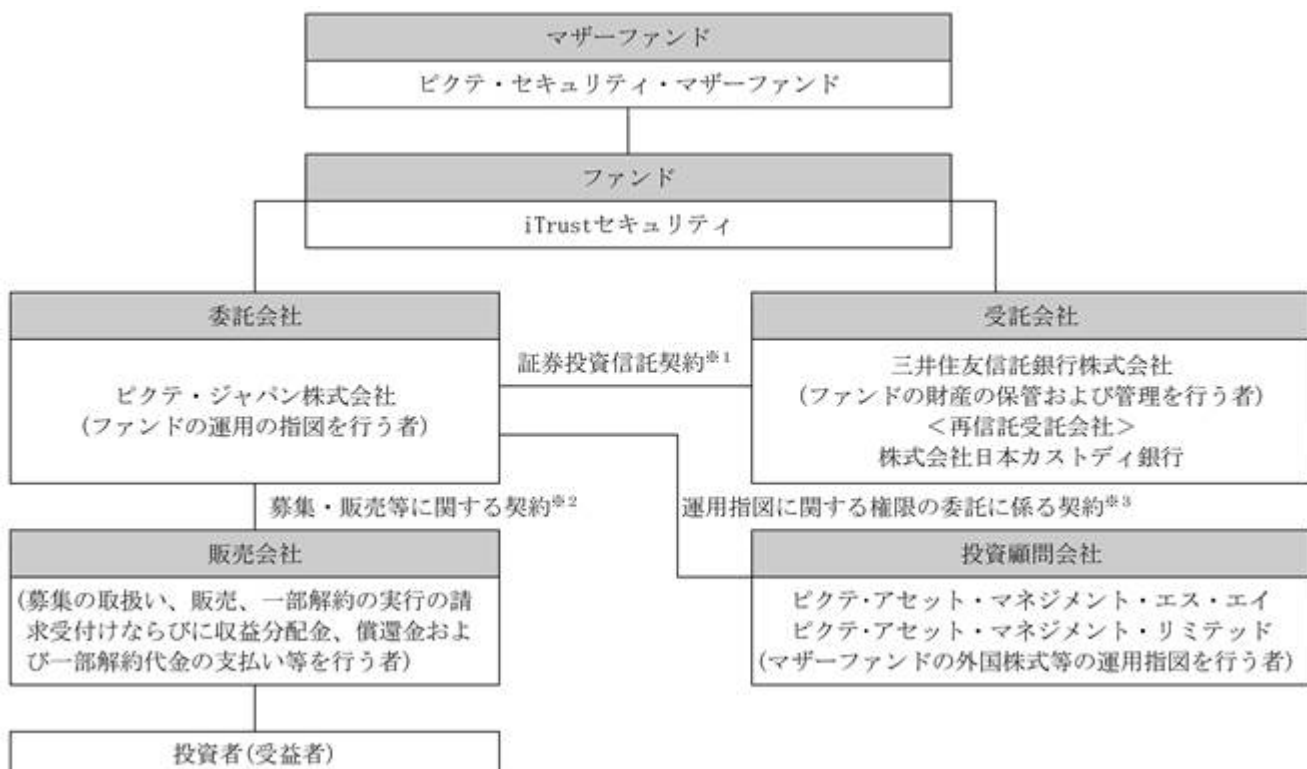 マザーファンド
ピクテ・セキュリティ・マザーファンド
ファンド
iTrustセキュリティ
委託会社
ピクテ・ジャパン株式会社
(ファンドの運用の指図を行う者)
証券投資信託契約※1
受託会社
三井住友信託銀行株式会社
(ファンドの財産の保管および管理を行う者)
＜再信託受託会社＞
株式会社日本カストディ銀行
募集・販売等に関する契約※2
運用指図に関する権限の委託に係る契約※3
販売会社
(募集の取扱い、販売、一部解約の実行の請
求受付けならびに収益分配金、償還金およ
び一部解約代金の支払い等を行う者)
投資顧問会社
ピクテ・アセット・マネジメント・エス・エイ
ピクテ・アセット・マネジメント・リミテッド
(マザーファンドの外国株式等の運用指図を行う者)
投資者(受益者)